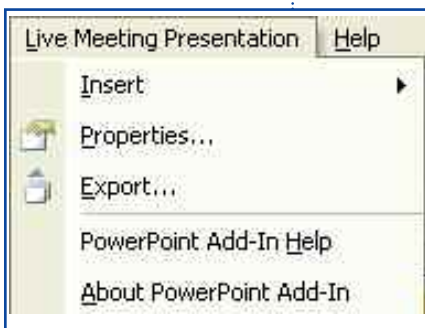 Live Meeting Presentation Help
Insert
Properties...
Export...
PowerPoint Add-In Help
About PowerPoint Add-In